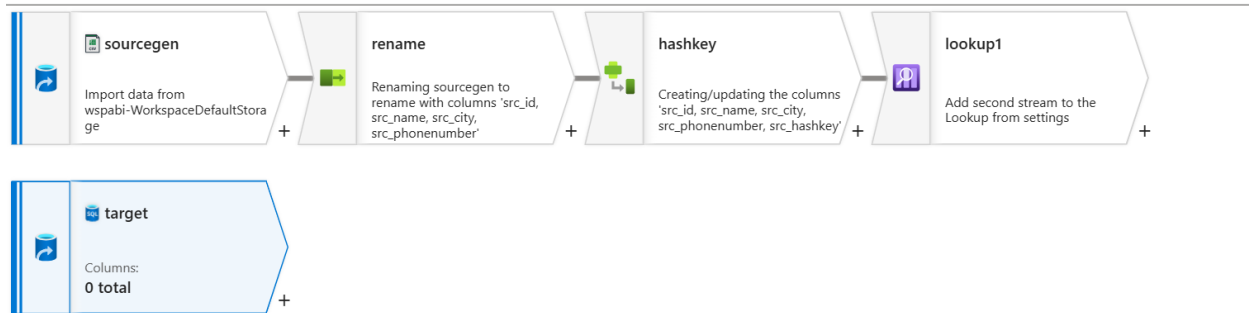 sourcegen
Import data from
wspabi-WorkspaceDefaultStora
ge
+
rename
Renaming sourcegen to
rename with columns 'src_id,
src_name, src_city,
src_phonenumber'
+
hashkey
Creating/updating the columns
'src_id, src_name, src_city,
src_phonenumber, src_hashkey'
+
lookup1
Add second stream to the
Lookup from settings
+
SQL
target
Columns:
0 total
+